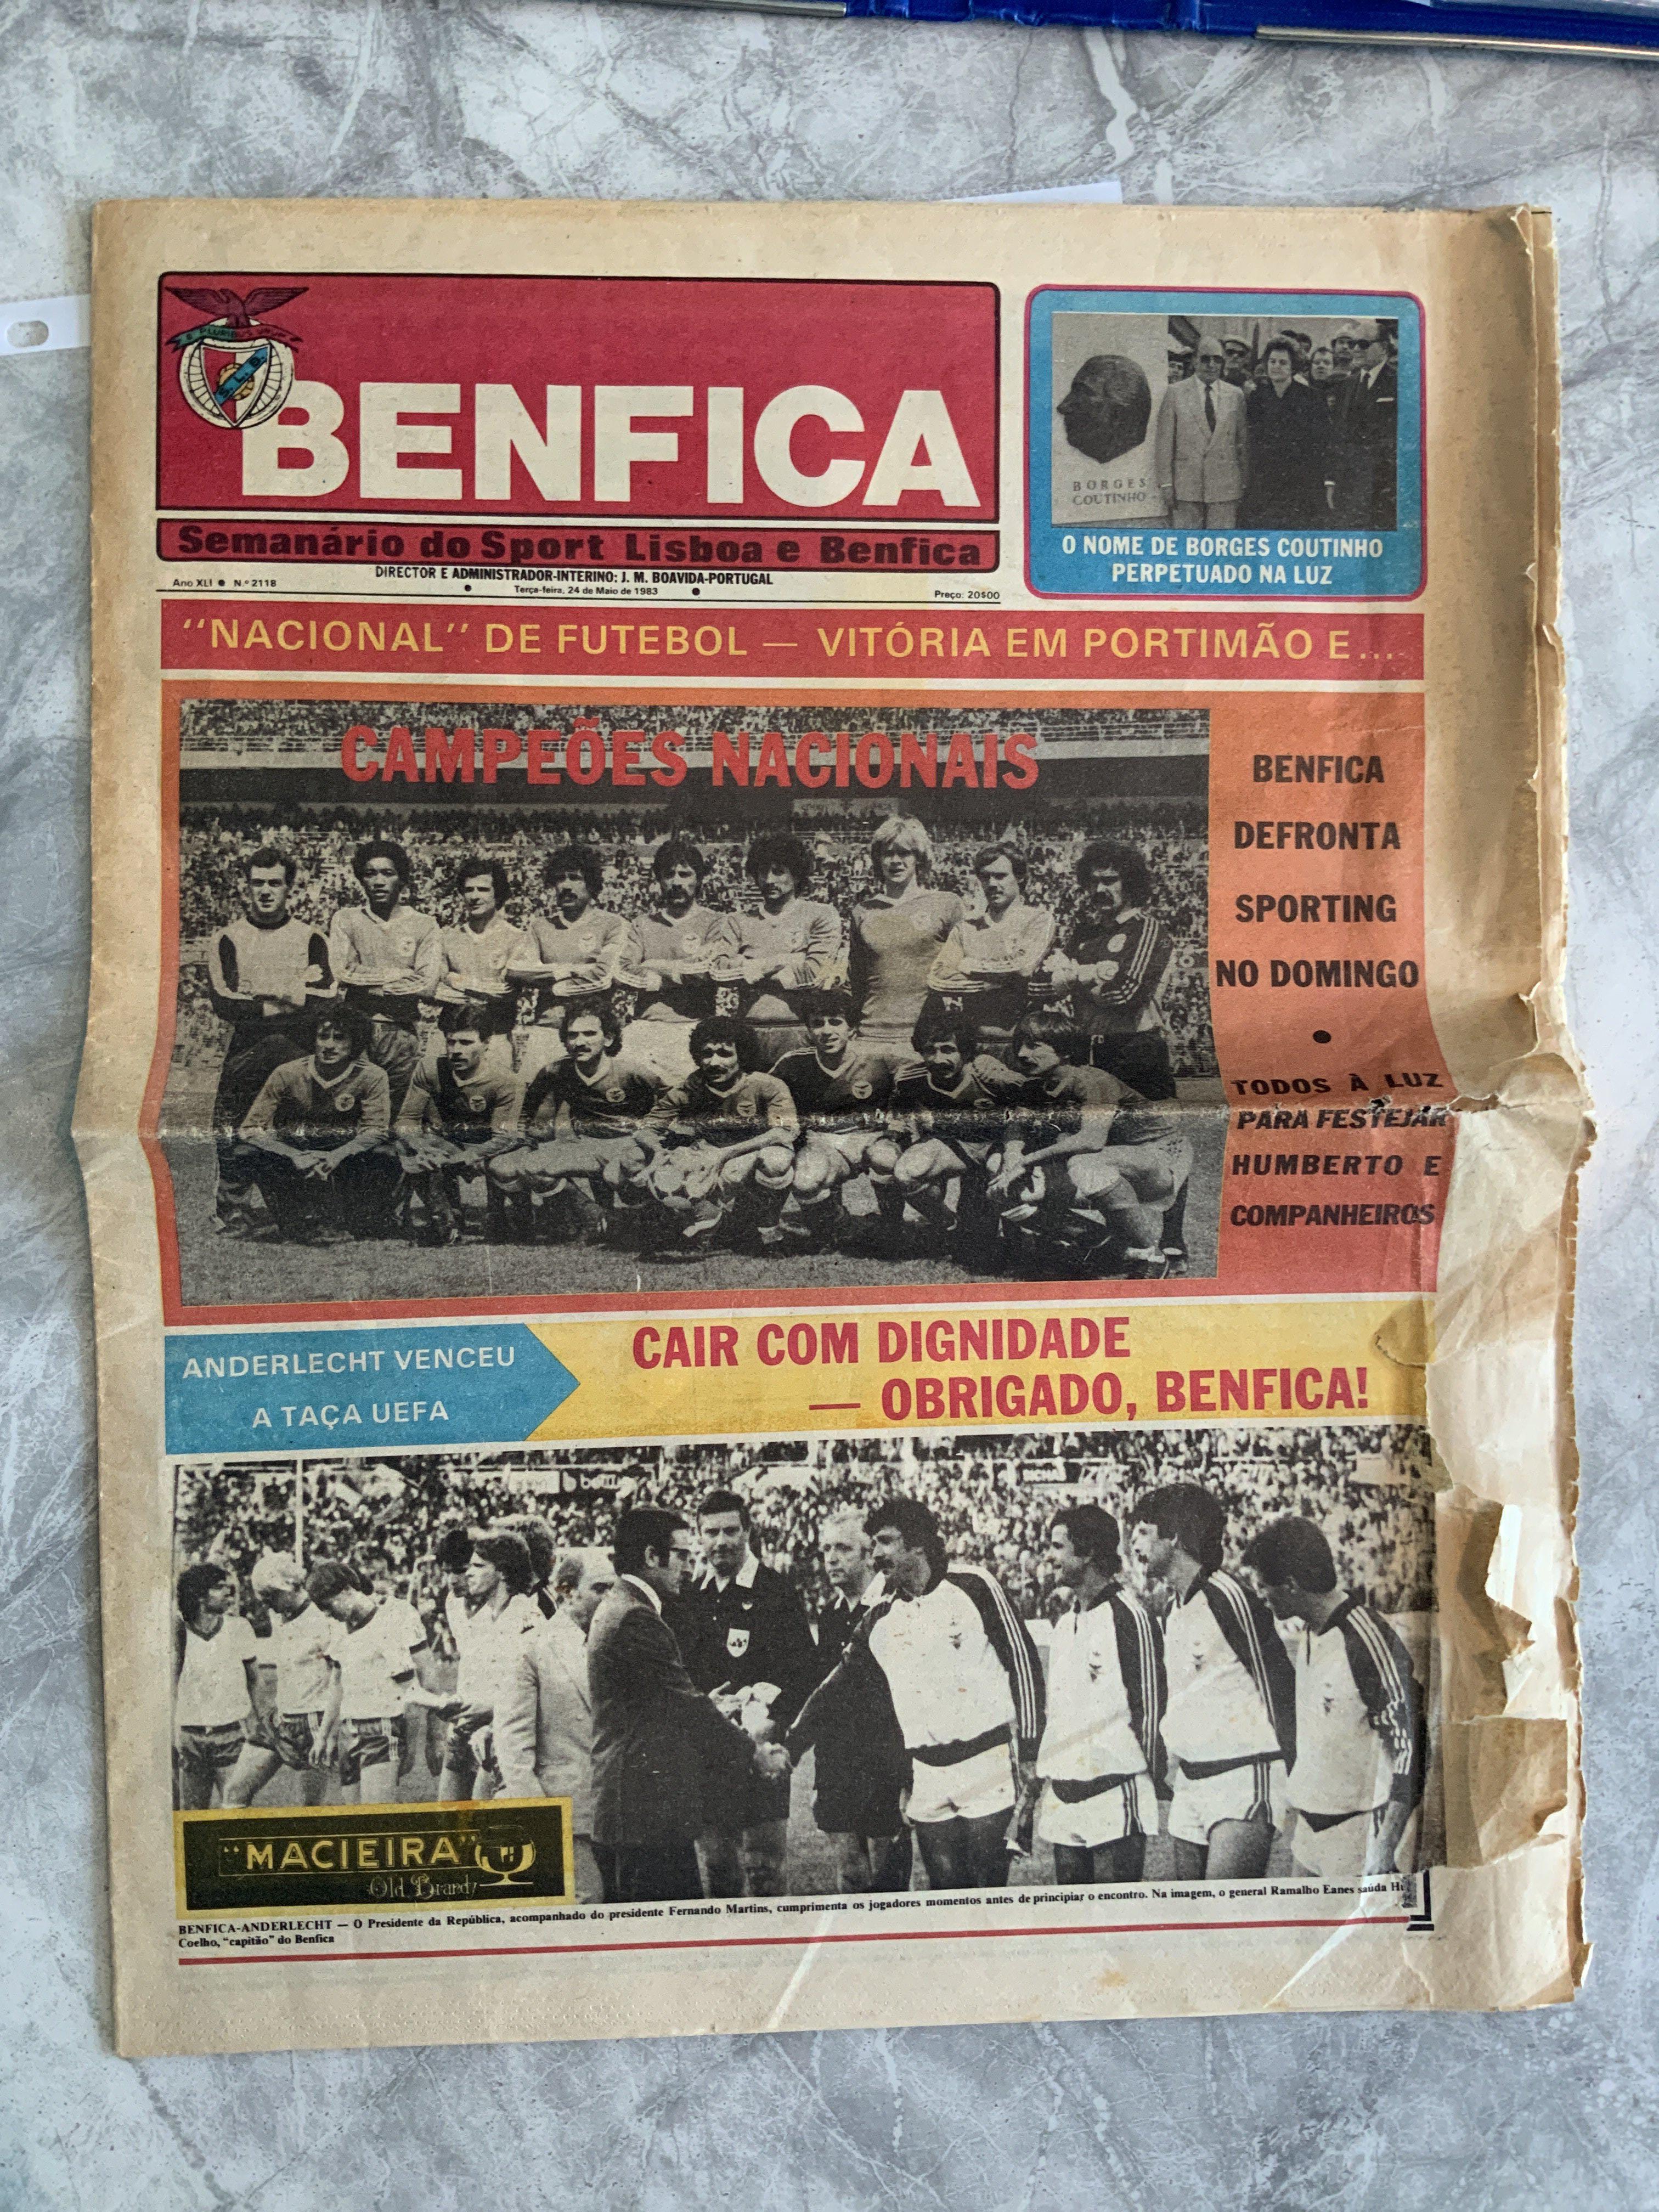 E PLURIBUS UNUM
S.L.B.
BENFICA
Semanário do Sport Lisboa e Benfica
DIRECTOR E ADMINISTRADOR-INTERINO: J. M. BOAVIDA-PORTUGAL
Ano XLI ● N.º 2118
● Terça-feira, 24 de Maio de 1983 ●
Preço: 20$00
BORGES
COUTINHO
O NOME DE BORGES COUTINHO
PERPETUADO NA LUZ
"NACIONAL" DE FUTEBOL — VITÓRIA EM PORTIMÃO E...
CAMPEÕES NACIONAIS
BENFICA
DEFRONTA
SPORTING
NO DOMINGO
●
TODOS À LUZ
PARA FESTEJAR
HUMBERTO E
COMPANHEIROS
ANDERLECHT VENCEU
A TAÇA UEFA
CAIR COM DIGNIDADE
— OBRIGADO, BENFICA!
"MACIEIRA"
Old Brandy
BENFICA-ANDERLECHT — O Presidente da República, acompanhado do presidente Fernando Martins, cumprimenta os jogadores momentos antes de principiar o encontro. Na imagem, o general Ramalho Eanes saúda
Coelho, "capitão" do Benfica